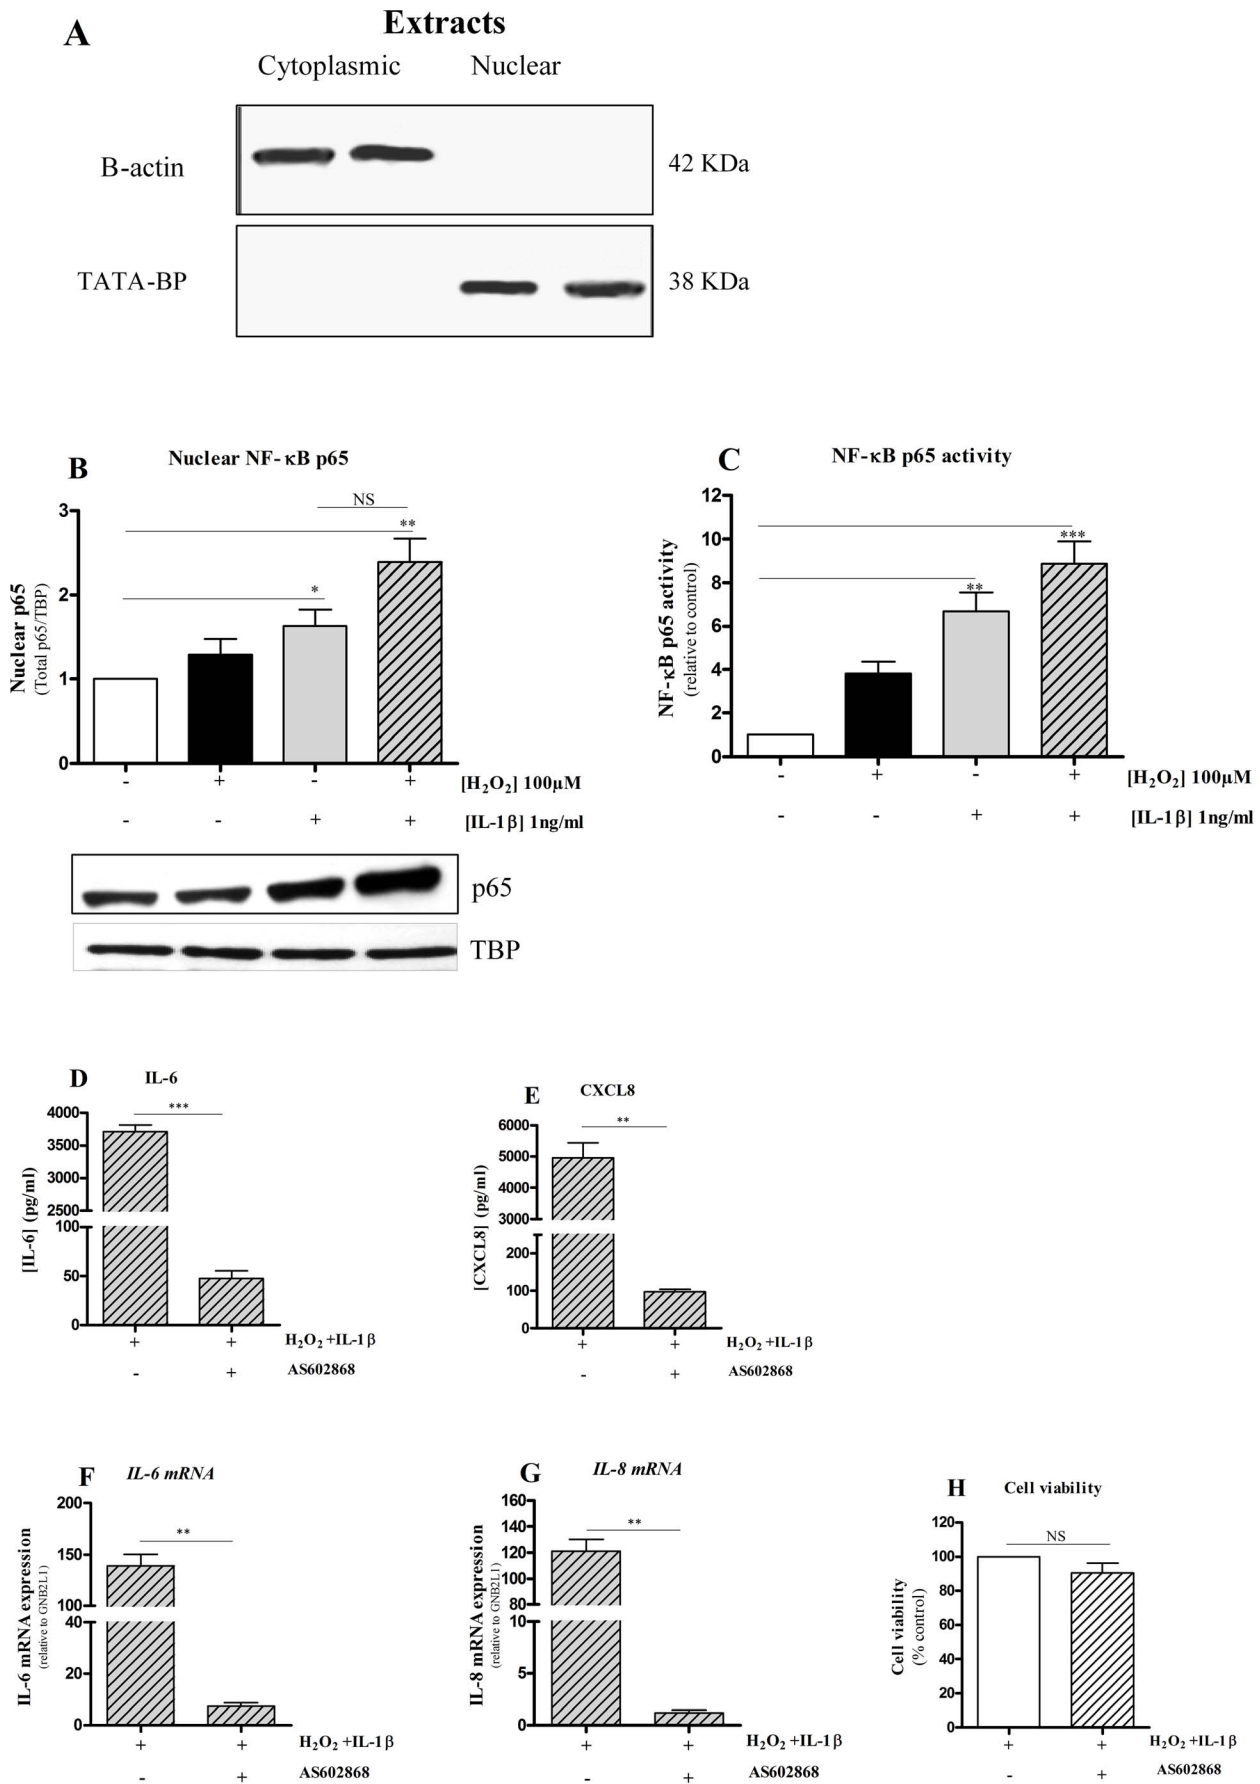 A
Extracts
Cytoplasmic Nuclear
B-actin
42 KDa
TATA-BP
38 KDa
B
Nuclear NF-κB p65
Nuclear p65
(Total p65/TBP)
3
2
1
0
NS
**
*
- + - + [H₂O₂] 100µM
- - + + [IL-1β] 1ng/ml
p65
TBP
C
NF-κB p65 activity
NF-κB p65 activity
(relative to control)
12
10
8
6
4
2
0
***
**
- + - + [H₂O₂] 100µM
- - + + [IL-1β] 1ng/ml
D
IL-6
[IL-6] (pg/ml)
4000
3500
3000
2500
100
50
0
***
+ + H₂O₂ +IL-1β
- + AS602868
E
CXCL8
[CXCL8] (pg/ml)
6000
5000
4000
3000
200
100
0
**
+ + H₂O₂ +IL-1β
- + AS602868
F
IL-6 mRNA
IL-6 mRNA expression
(relative to GNB2L1)
200
150
100
40
20
0
**
+ + H₂O₂ +IL-1β
- + AS602868
G
IL-8 mRNA
IL-8 mRNA expression
(relative to GNB2L1)
160
140
120
100
80
10
5
0
**
+ + H₂O₂ +IL-1β
- + AS602868
H
Cell viability
Cell viability
(% control)
120
100
80
60
40
20
0
NS
+ + H₂O₂ +IL-1β
- + AS602868